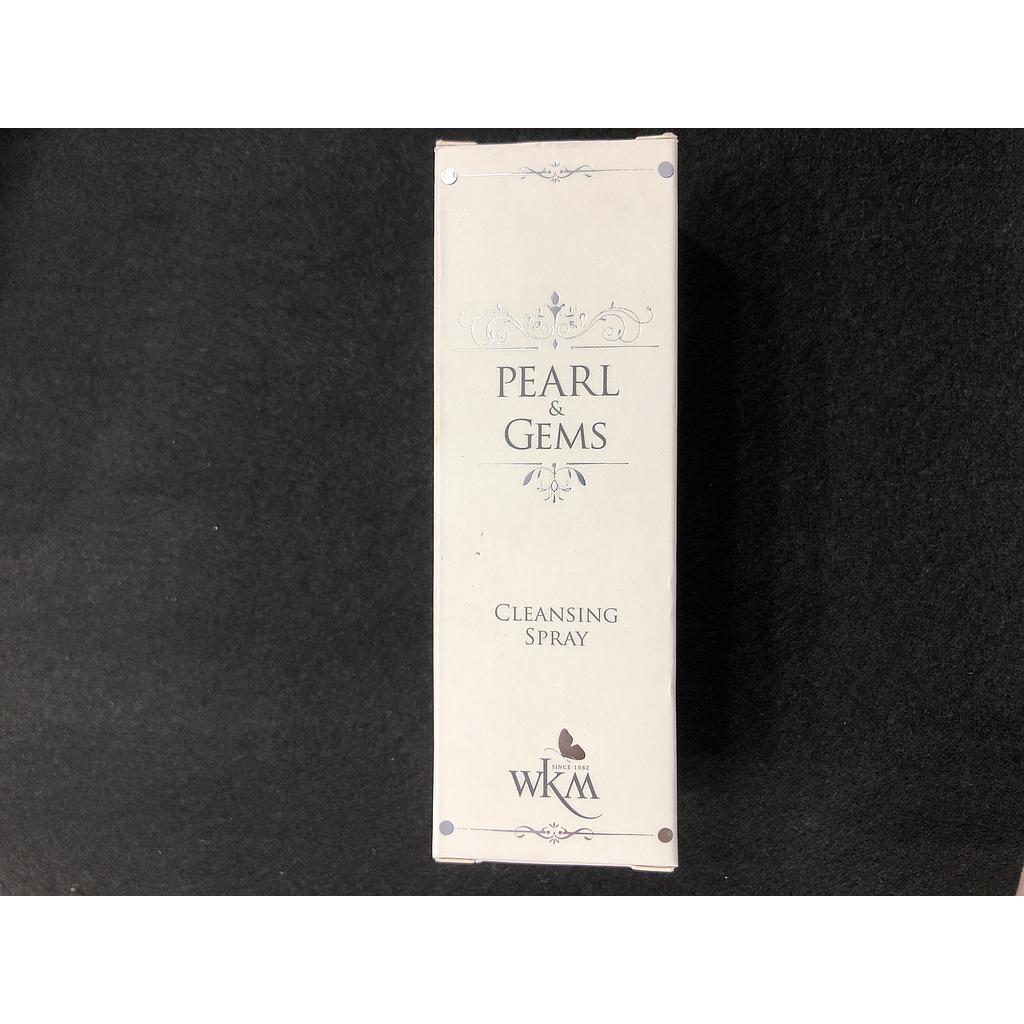 PEARL
&
GEMS
CLEANSING
SPRAY
SINCE 1982
wkm